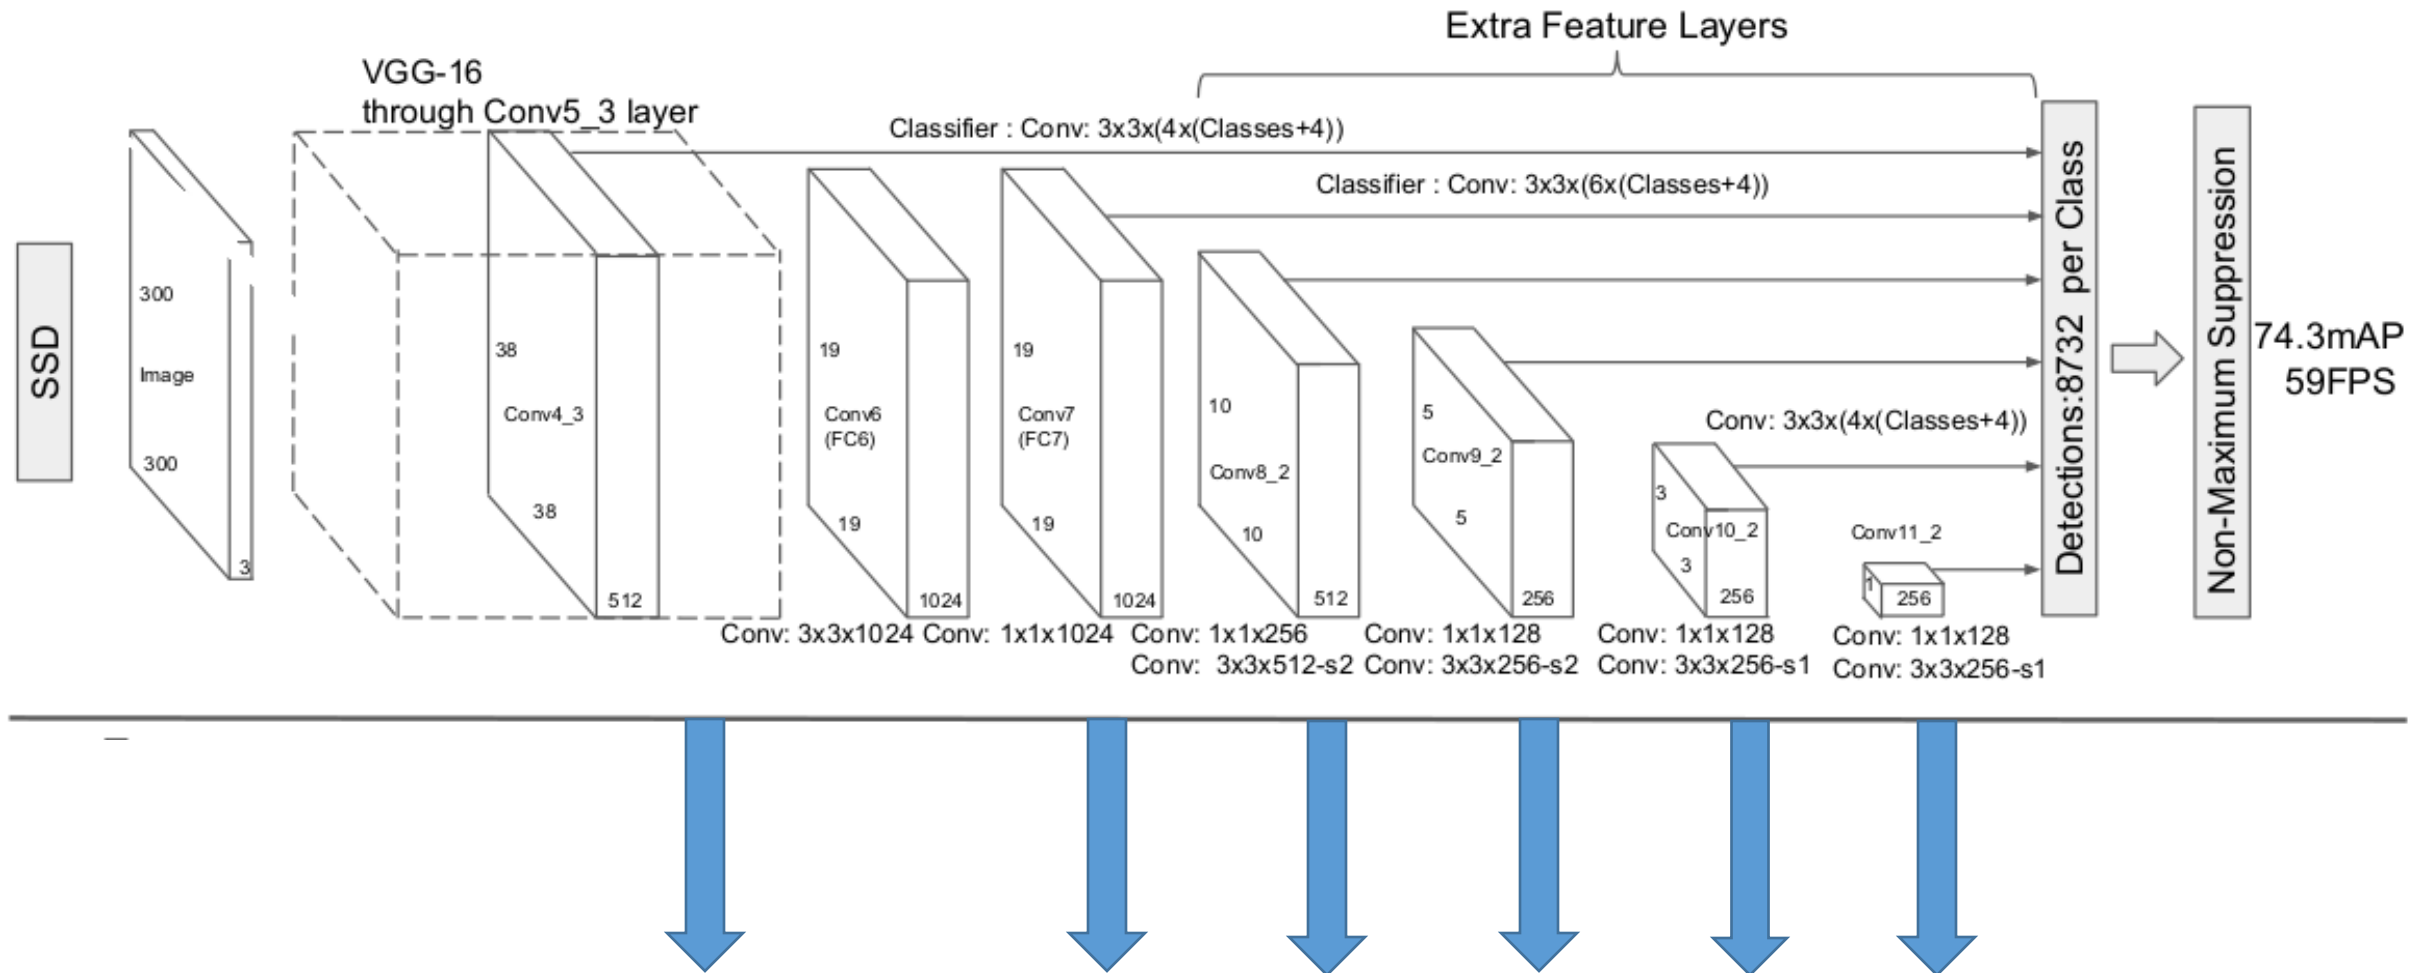 Extra Feature Layers
VGG-16
through Conv5_3 layer
Classifier : Conv: 3x3x(4x(Classes+4))
Classifier : Conv: 3x3x(6x(Classes+4))
SSD
300
Image
300
3
38
Conv4_3
38
512
19
Conv6
(FC6)
19
1024
19
Conv7
(FC7)
19
1024
10
Conv8_2
10
512
5
Conv9_2
5
256
Conv: 3x3x(4x(Classes+4))
3
Conv10_2
3
256
Conv11_2
1
256
Detections:8732 per Class
Non-Maximum Suppression
74.3mAP
59FPS
Conv: 3x3x1024
Conv: 1x1x1024
Conv: 1x1x256
Conv: 3x3x512-s2
Conv: 1x1x128
Conv: 3x3x256-s2
Conv: 1x1x128
Conv: 3x3x256-s1
Conv: 1x1x128
Conv: 3x3x256-s1